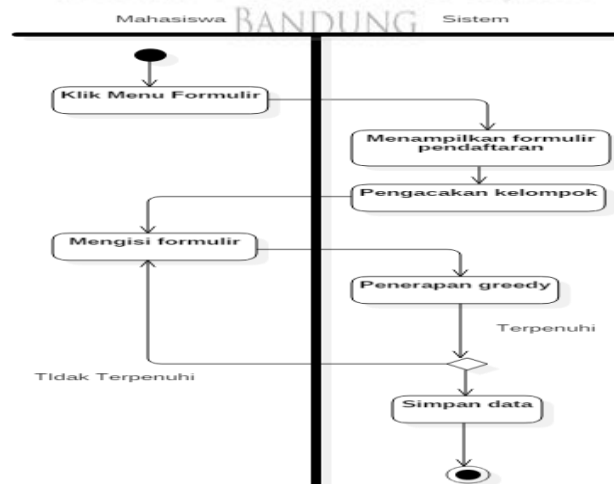 Mahasiswa
BANDUNG
Sistem
Klik Menu Formulir
Menampilkan formulir
pendaftaran
Pengacakan kelompok
Mengisi formulir
Penerapan greedy
Terpenuhi
TIdak Terpenuhi
Simpan data